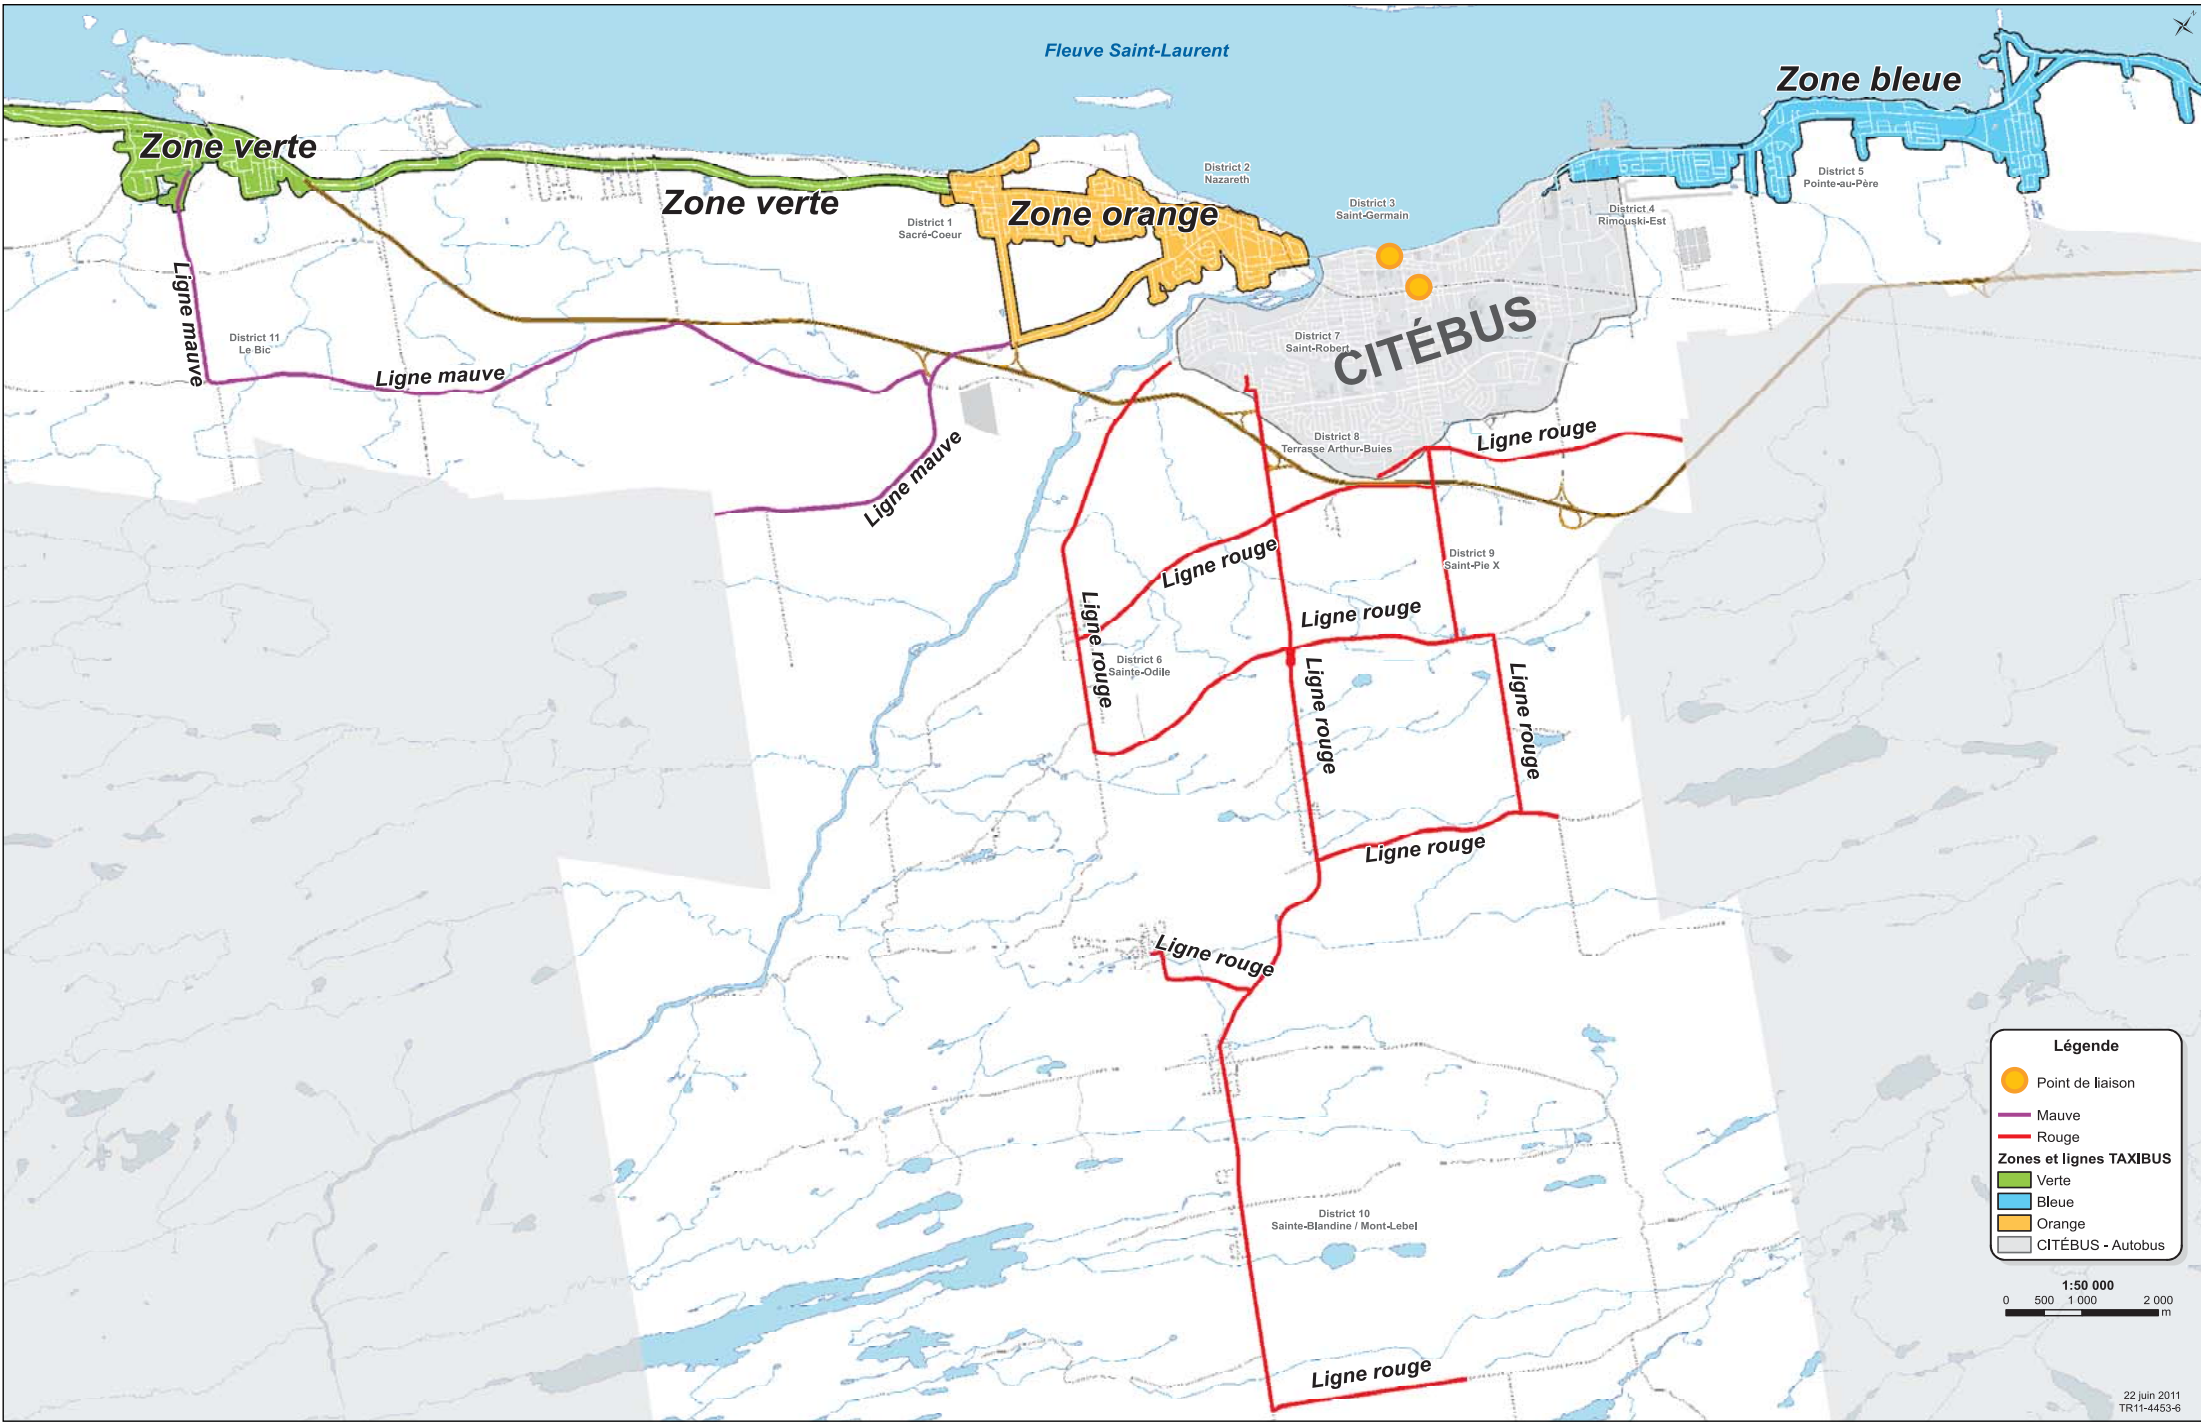 Fleuve Saint-Laurent
Zone bleue
Zone verte
District 2
Nazareth
District 5
Pointe-au-Père
Zone verte
Zone orange
District 3
Saint-Germain
District 4
Rimouski-Est
District 1
Sacré-Coeur
Ligne mauve
District 11
Le Bic
District 7
Saint-Robert
CITÉBUS
Ligne mauve
Ligne mauve
District 8
Terrasse Arthur-Buies
Ligne rouge
Ligne rouge
District 9
Saint-Pie X
Ligne rouge
Ligne rouge
District 6
Sainte-Odile
Ligne rouge
Ligne rouge
Ligne rouge
Ligne rouge
District 10
Sainte-Blandine / Mont-Lebel
Ligne rouge
Légende
Point de liaison
Mauve
Rouge
Zones et lignes TAXIBUS
Verte
Bleue
Orange
CITÉBUS - Autobus
1:50 000
0 500 1 000 2 000
m
22 juin 2011
TR11-4453-6